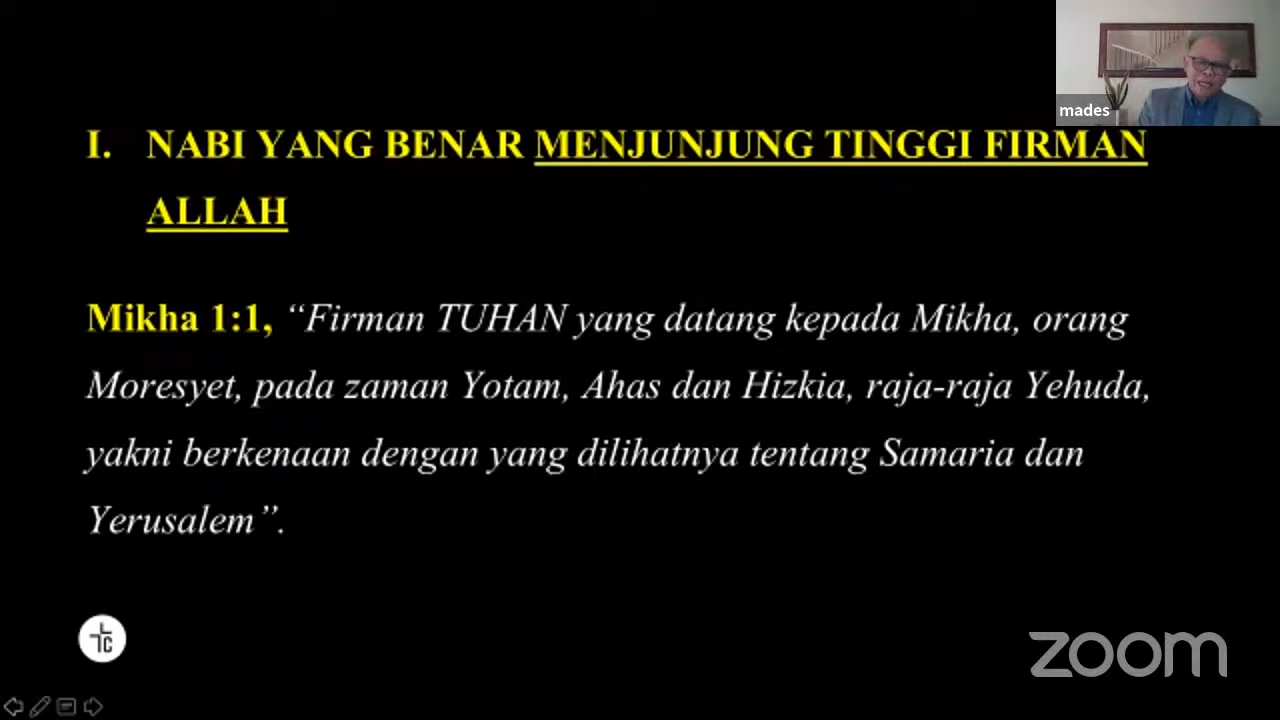 mades
I. NABI YANG BENAR MENJUNJUNG TINGGI FIRMAN
ALLAH
Mikha 1:1, “Firman TUHAN yang datang kepada Mikha, orang
Moresyet, pada zaman Yotam, Ahas dan Hizkia, raja-raja Yehuda,
yakni berkenaan dengan yang dilihatnya tentang Samaria dan
Yerusalem”.
zoom